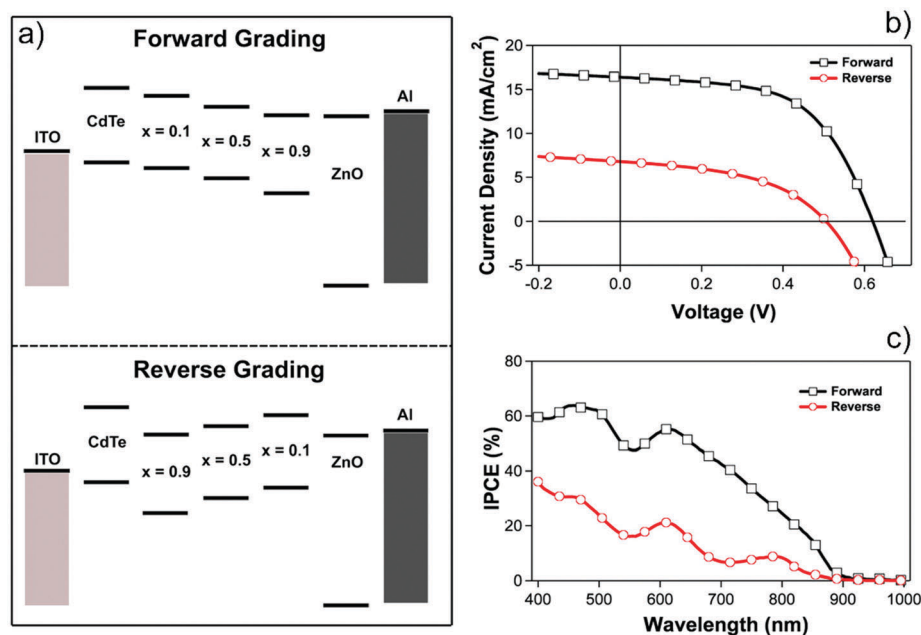 a)
Forward Grading
ITO
CdTe
x = 0.1
x = 0.5
x = 0.9
ZnO
Al
Reverse Grading
ITO
CdTe
x = 0.9
x = 0.5
x = 0.1
ZnO
Al
b)
Current Density (mA/cm²)
20
15
10
5
0
-5
Forward
Reverse
-0.2 0.0 0.2 0.4 0.6
Voltage (V)
c)
IPCE (%)
80
60
40
20
0
Forward
Reverse
400 500 600 700 800 900 1000
Wavelength (nm)